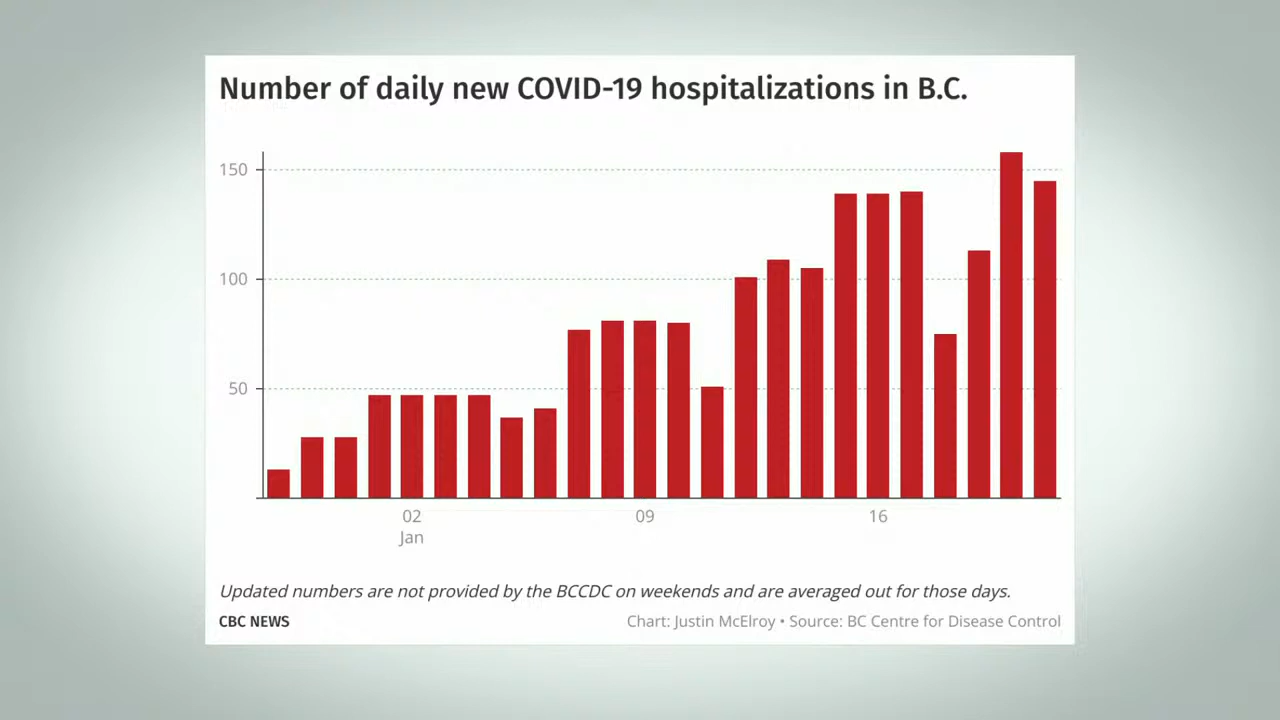 Number of daily new COVID-19 hospitalizations in B.C.
150
100
50
02 09 16
Jan
Updated numbers are not provided by the BCCDC on weekends and are averaged out for those days.
CBC NEWS Chart: Justin McElroy • Source: BC Centre for Disease Control